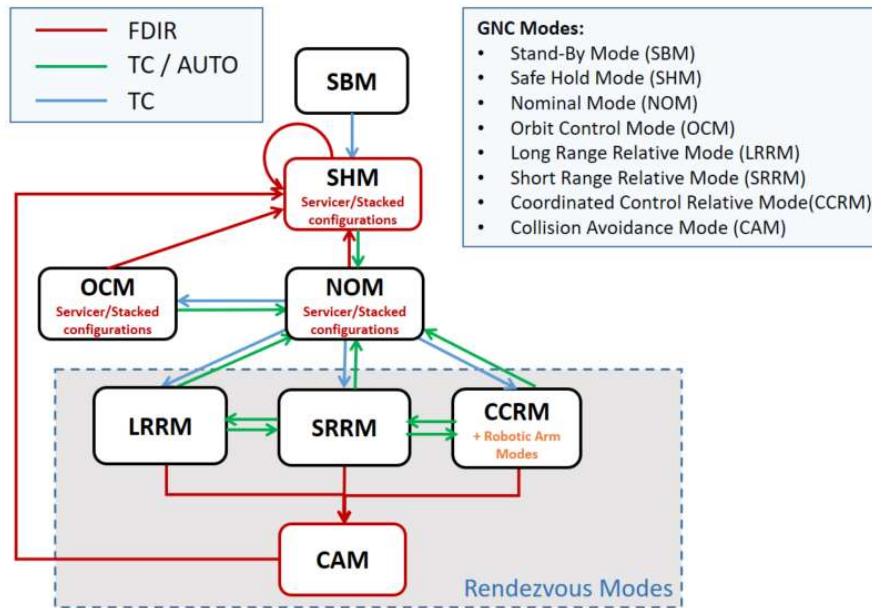 FDIR
TC / AUTO
TC
GNC Modes:
• Stand-By Mode (SBM)
• Safe Hold Mode (SHM)
• Nominal Mode (NOM)
• Orbit Control Mode (OCM)
• Long Range Relative Mode (LRRM)
• Short Range Relative Mode (SRRM)
• Coordinated Control Relative Mode(CCRM)
• Collision Avoidance Mode (CAM)
SBM
SHM
Servicer/Stacked
configurations
OCM
Servicer/Stacked
configurations
NOM
Servicer/Stacked
configurations
LRRM
SRRM
CCRM
+ Robotic Arm
Modes
CAM
Rendezvous Modes